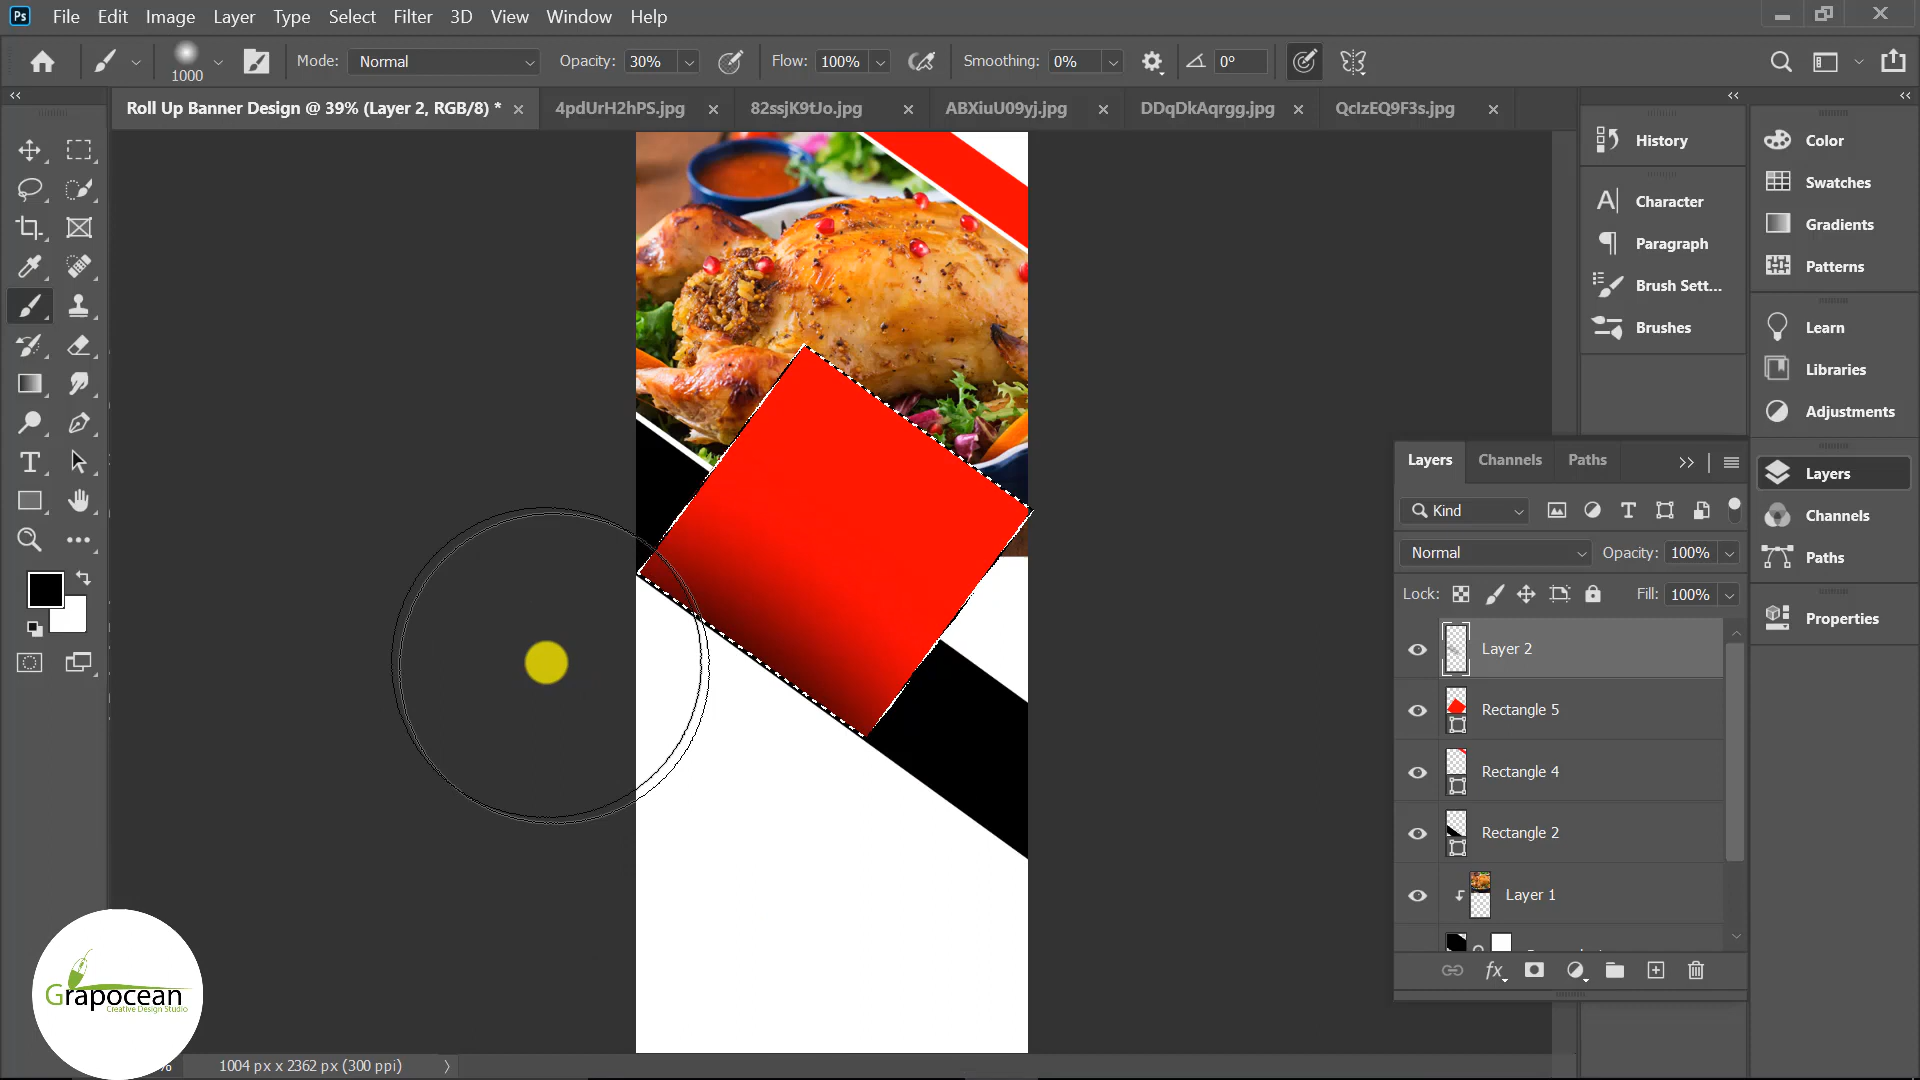 Ps File Edit Image Layer Type Select Filter 3D View Window Help
1000 Mode: Normal Opacity: 30% Flow: 100% Smoothing: 0% 0°
Roll Up Banner Design @ 39% (Layer 2, RGB/8) * 4pdUrH2hPS.jpg 82ssjK9tJo.jpg ABXiuU09yj.jpg DDqDkAqrgg.jpg QcIzEQ9F3s.jpg
History
Character
Paragraph
Brush Sett...
Brushes
Color
Swatches
Gradients
Patterns
Learn
Libraries
Adjustments
Layers
Channels
Paths
Properties
Layers Channels Paths
Kind
Normal Opacity: 100%
Lock: Fill: 100%
Layer 2
Rectangle 5
Rectangle 4
Rectangle 2
Layer 1
Grapocean
Creative Design Studio
% 1004 px x 2362 px (300 ppi)